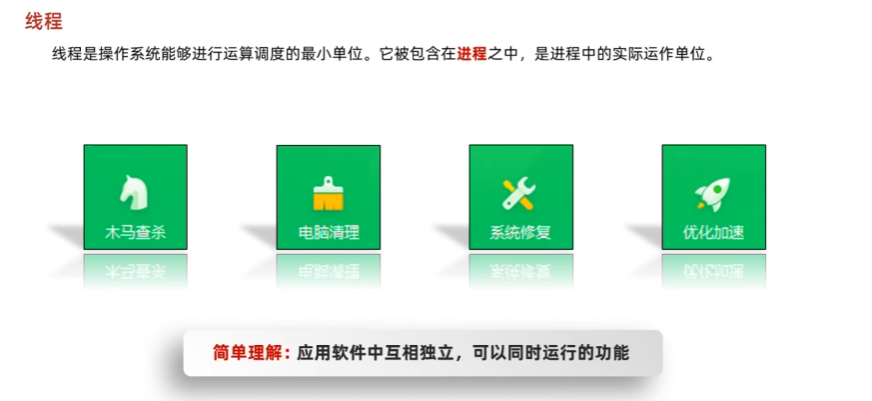 线程
线程是操作系统能够进行运算调度的最小单位。它被包含在进程之中，是进程中的实际运作单位。
木马查杀
电脑清理
系统修复
优化加速
简单理解：应用软件中互相独立，可以同时运行的功能